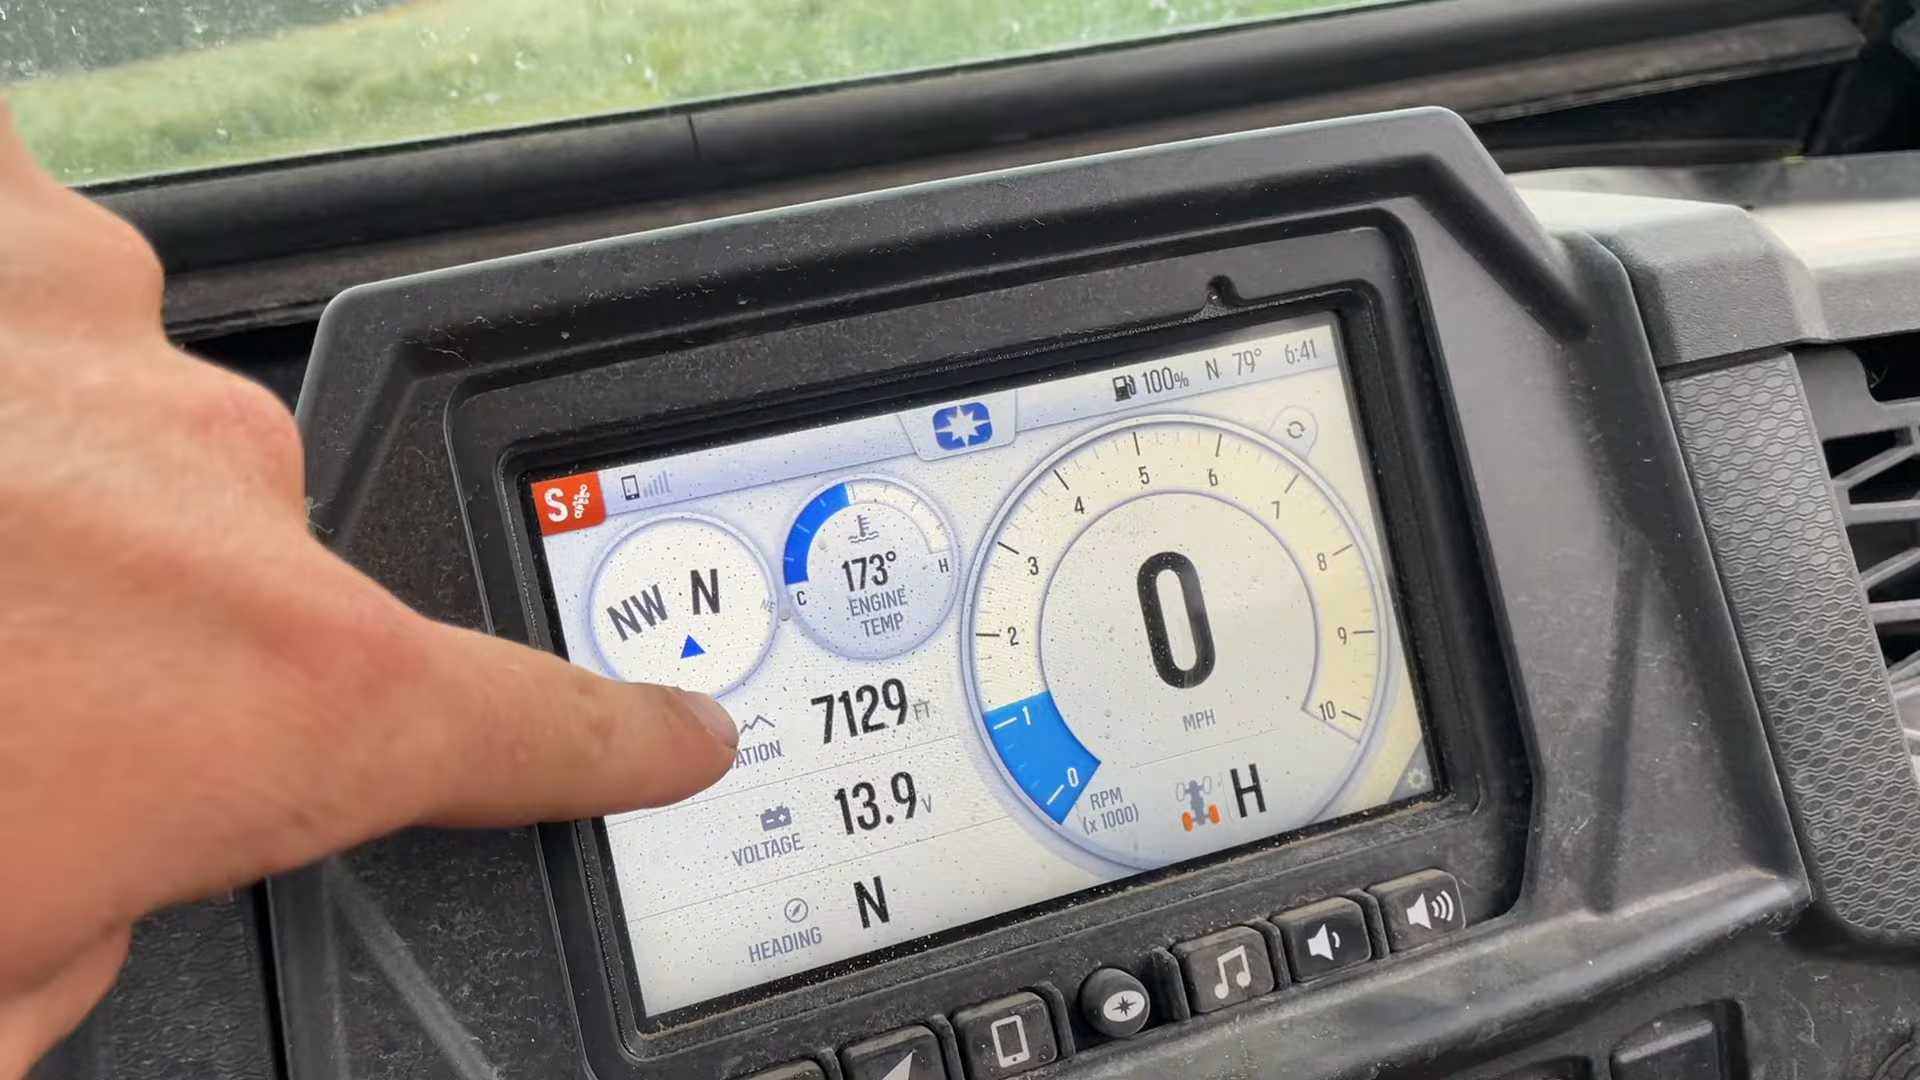 100% N 79° 6:41
S
NW N NE
173°
C H
ENGINE
TEMP
ATION 7129 FT
VOLTAGE 13.9 V
HEADING N
0 1 2 3 4 5 6 7 8 9 10
RPM
(x 1000)
0
MPH
H